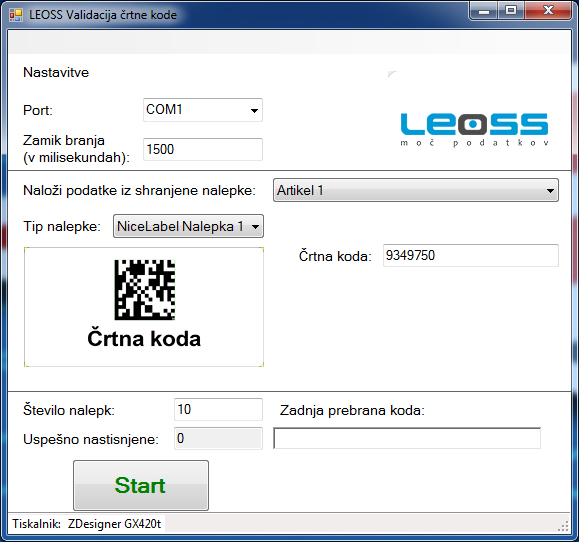 LEOSS Validacija črtne kode
Nastavitve
Port: COM1
LEOSS
moč podatkov
Zamik branja
(v milisekundah): 1500
Naloži podatke iz shranjene nalepke: Artikel 1
Tip nalepke: NiceLabel Nalepka 1
Črtna koda: 9349750
Črtna koda
Število nalepk: 10 Zadnja prebrana koda:
Uspešno nastisnjene: 0
Start
Tiskalnik: ZDesigner GX420t